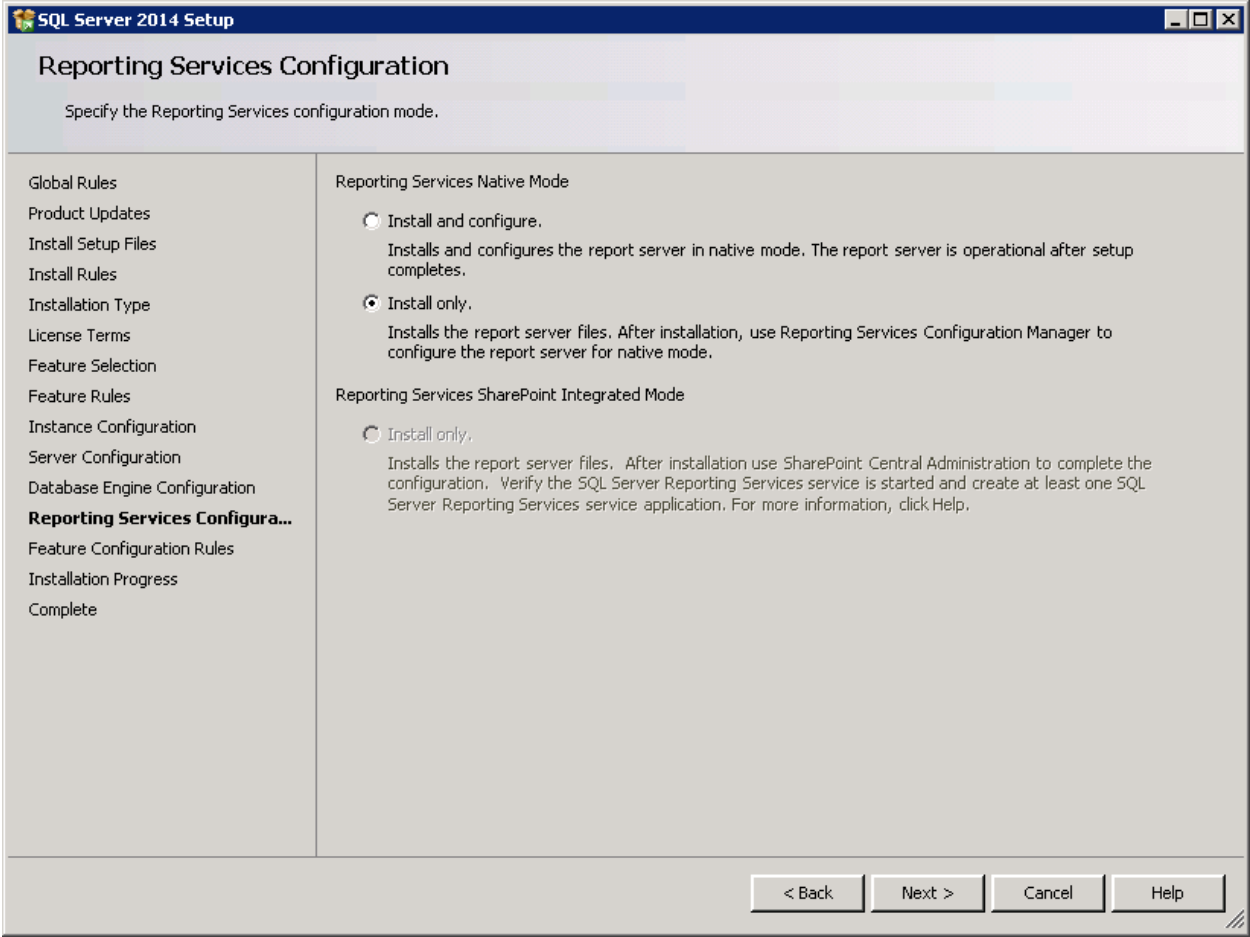 SQL Server 2014 Setup
Reporting Services Configuration
Specify the Reporting Services configuration mode.
Global Rules
Product Updates
Install Setup Files
Install Rules
Installation Type
License Terms
Feature Selection
Feature Rules
Instance Configuration
Server Configuration
Database Engine Configuration
Reporting Services Configura...
Feature Configuration Rules
Installation Progress
Complete
Reporting Services Native Mode
Install and configure.
Installs and configures the report server in native mode. The report server is operational after setup
completes.
Install only.
Installs the report server files. After installation, use Reporting Services Configuration Manager to
configure the report server for native mode.
Reporting Services SharePoint Integrated Mode
Install only.
Installs the report server files.  After installation use SharePoint Central Administration to complete the
configuration.  Verify the SQL Server Reporting Services service is started and create at least one SQL
Server Reporting Services service application. For more information, click Help.
< Back
Next >
Cancel
Help